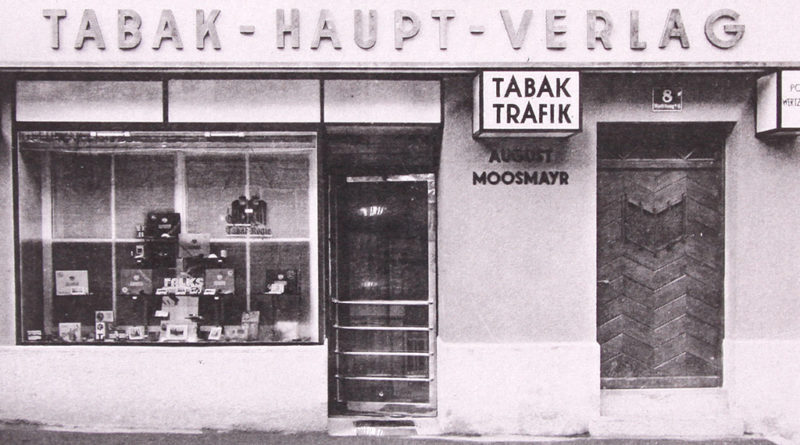 TABAK-HAUPT-VERLAG
TABAK
TRAFIK
AUGUST
MOOSMAYR
8
Tabak-Regie